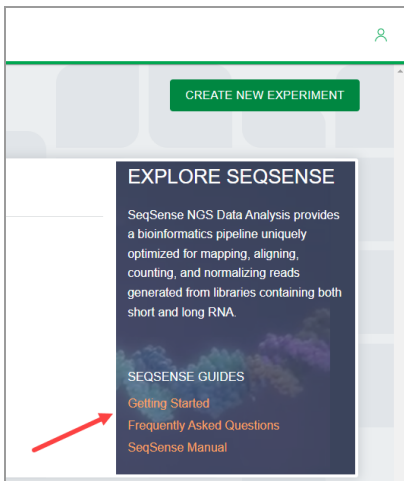 CREATE NEW EXPERIMENT
EXPLORE SEQSENSE
SeqSense NGS Data Analysis provides
a bioinformatics pipeline uniquely
optimized for mapping, aligning,
counting, and normalizing reads
generated from libraries containing both
short and long RNA.
SEQSENSE GUIDES
Getting Started
Frequently Asked Questions
SeqSense Manual